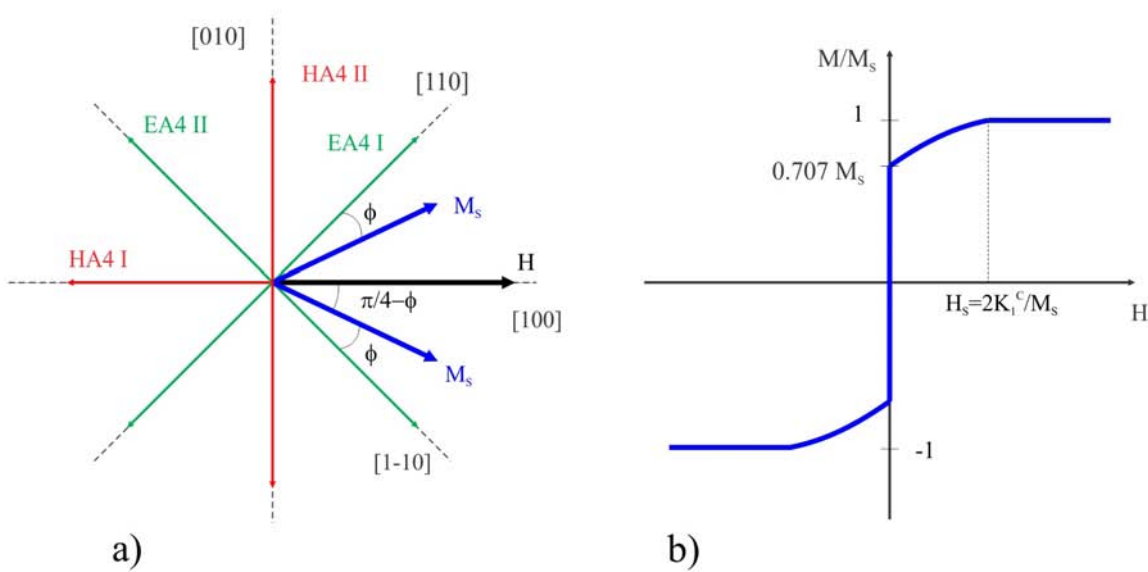 [010]
HA4 II
[110]
EA4 II
EA4 I
ϕ
Ms
HA4 I
H
π/4−ϕ
[100]
ϕ
Ms
[1-10]
a)
M/Ms
1
0.707 Ms
Hs=2K₁ᶜ/Ms
H
-1
b)